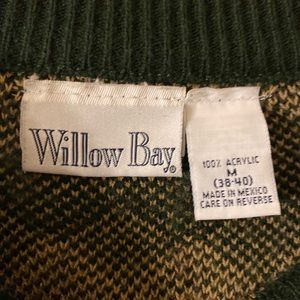 Willow Bay®
100% ACRYLIC
M
(38-40)
MADE IN MEXICO
CARE ON REVERSE